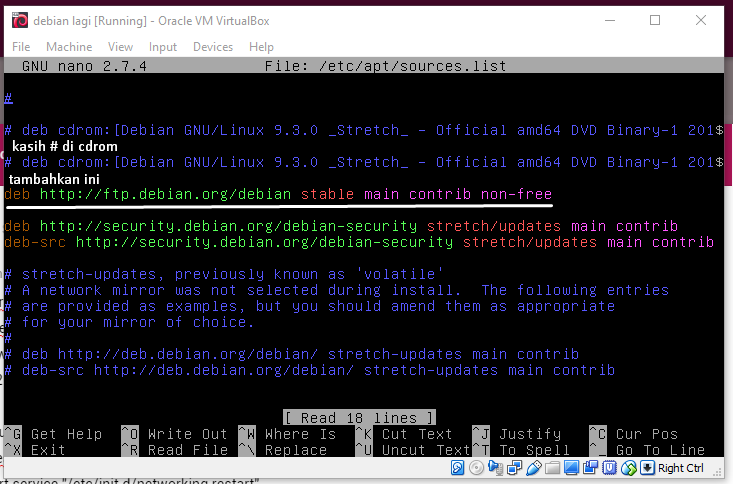 debian lagi [Running] - Oracle VM VirtualBox
File Machine View Input Devices Help
GNU nano 2.7.4 File: /etc/apt/sources.list
#
# deb cdrom:[Debian GNU/Linux 9.3.0 _Stretch_ - Official amd64 DVD Binary-1 201$
kasih # di cdrom
# deb cdrom:[Debian GNU/Linux 9.3.0 _Stretch_ - Official amd64 DVD Binary-1 201$
tambahkan ini
deb http://ftp.debian.org/debian stable main contrib non-free
deb http://security.debian.org/debian-security stretch/updates main contrib
deb-src http://security.debian.org/debian-security stretch/updates main contrib
# stretch-updates, previously known as 'volatile'
# A network mirror was not selected during install. The following entries
# are provided as examples, but you should amend them as appropriate
# for your mirror of choice.
#
# deb http://deb.debian.org/debian/ stretch-updates main contrib
# deb-src http://deb.debian.org/debian/ stretch-updates main contrib
[ Read 18 lines ]
^G Get Help ^O Write Out ^W Where Is ^K Cut Text ^J Justify ^C Cur Pos
^X Exit ^R Read File ^\ Replace ^U Uncut Text ^T To Spell ^_ Go To Line
Right Ctrl
service "/etc/init.d/networking restart"